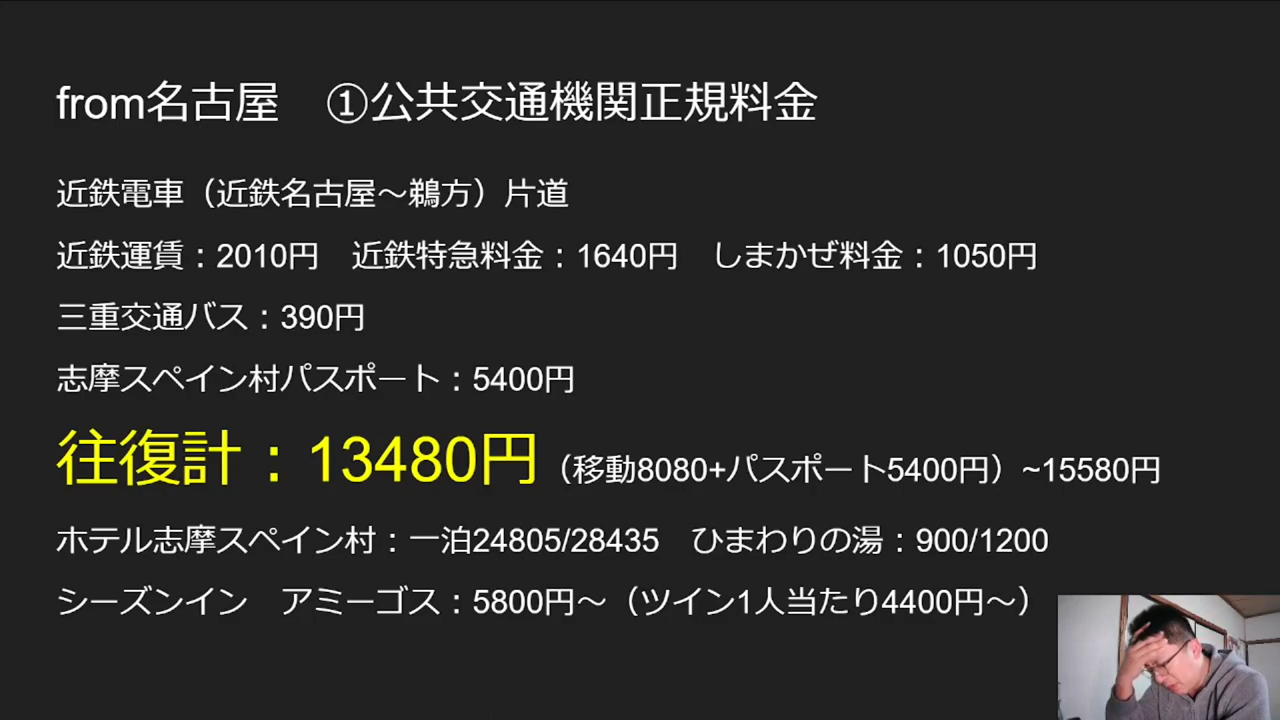 from名古屋　①公共交通機関正規料金
近鉄電車（近鉄名古屋～鵜方）片道
近鉄運賃：2010円　近鉄特急料金：1640円　しまかぜ料金：1050円
三重交通バス：390円
志摩スペイン村パスポート：5400円
往復計：13480円（移動8080+パスポート5400円）~15580円
ホテル志摩スペイン村：一泊24805/28435　ひまわりの湯：900/1200
シーズンイン　アミーゴス：5800円～（ツイン1人当たり4400円～）